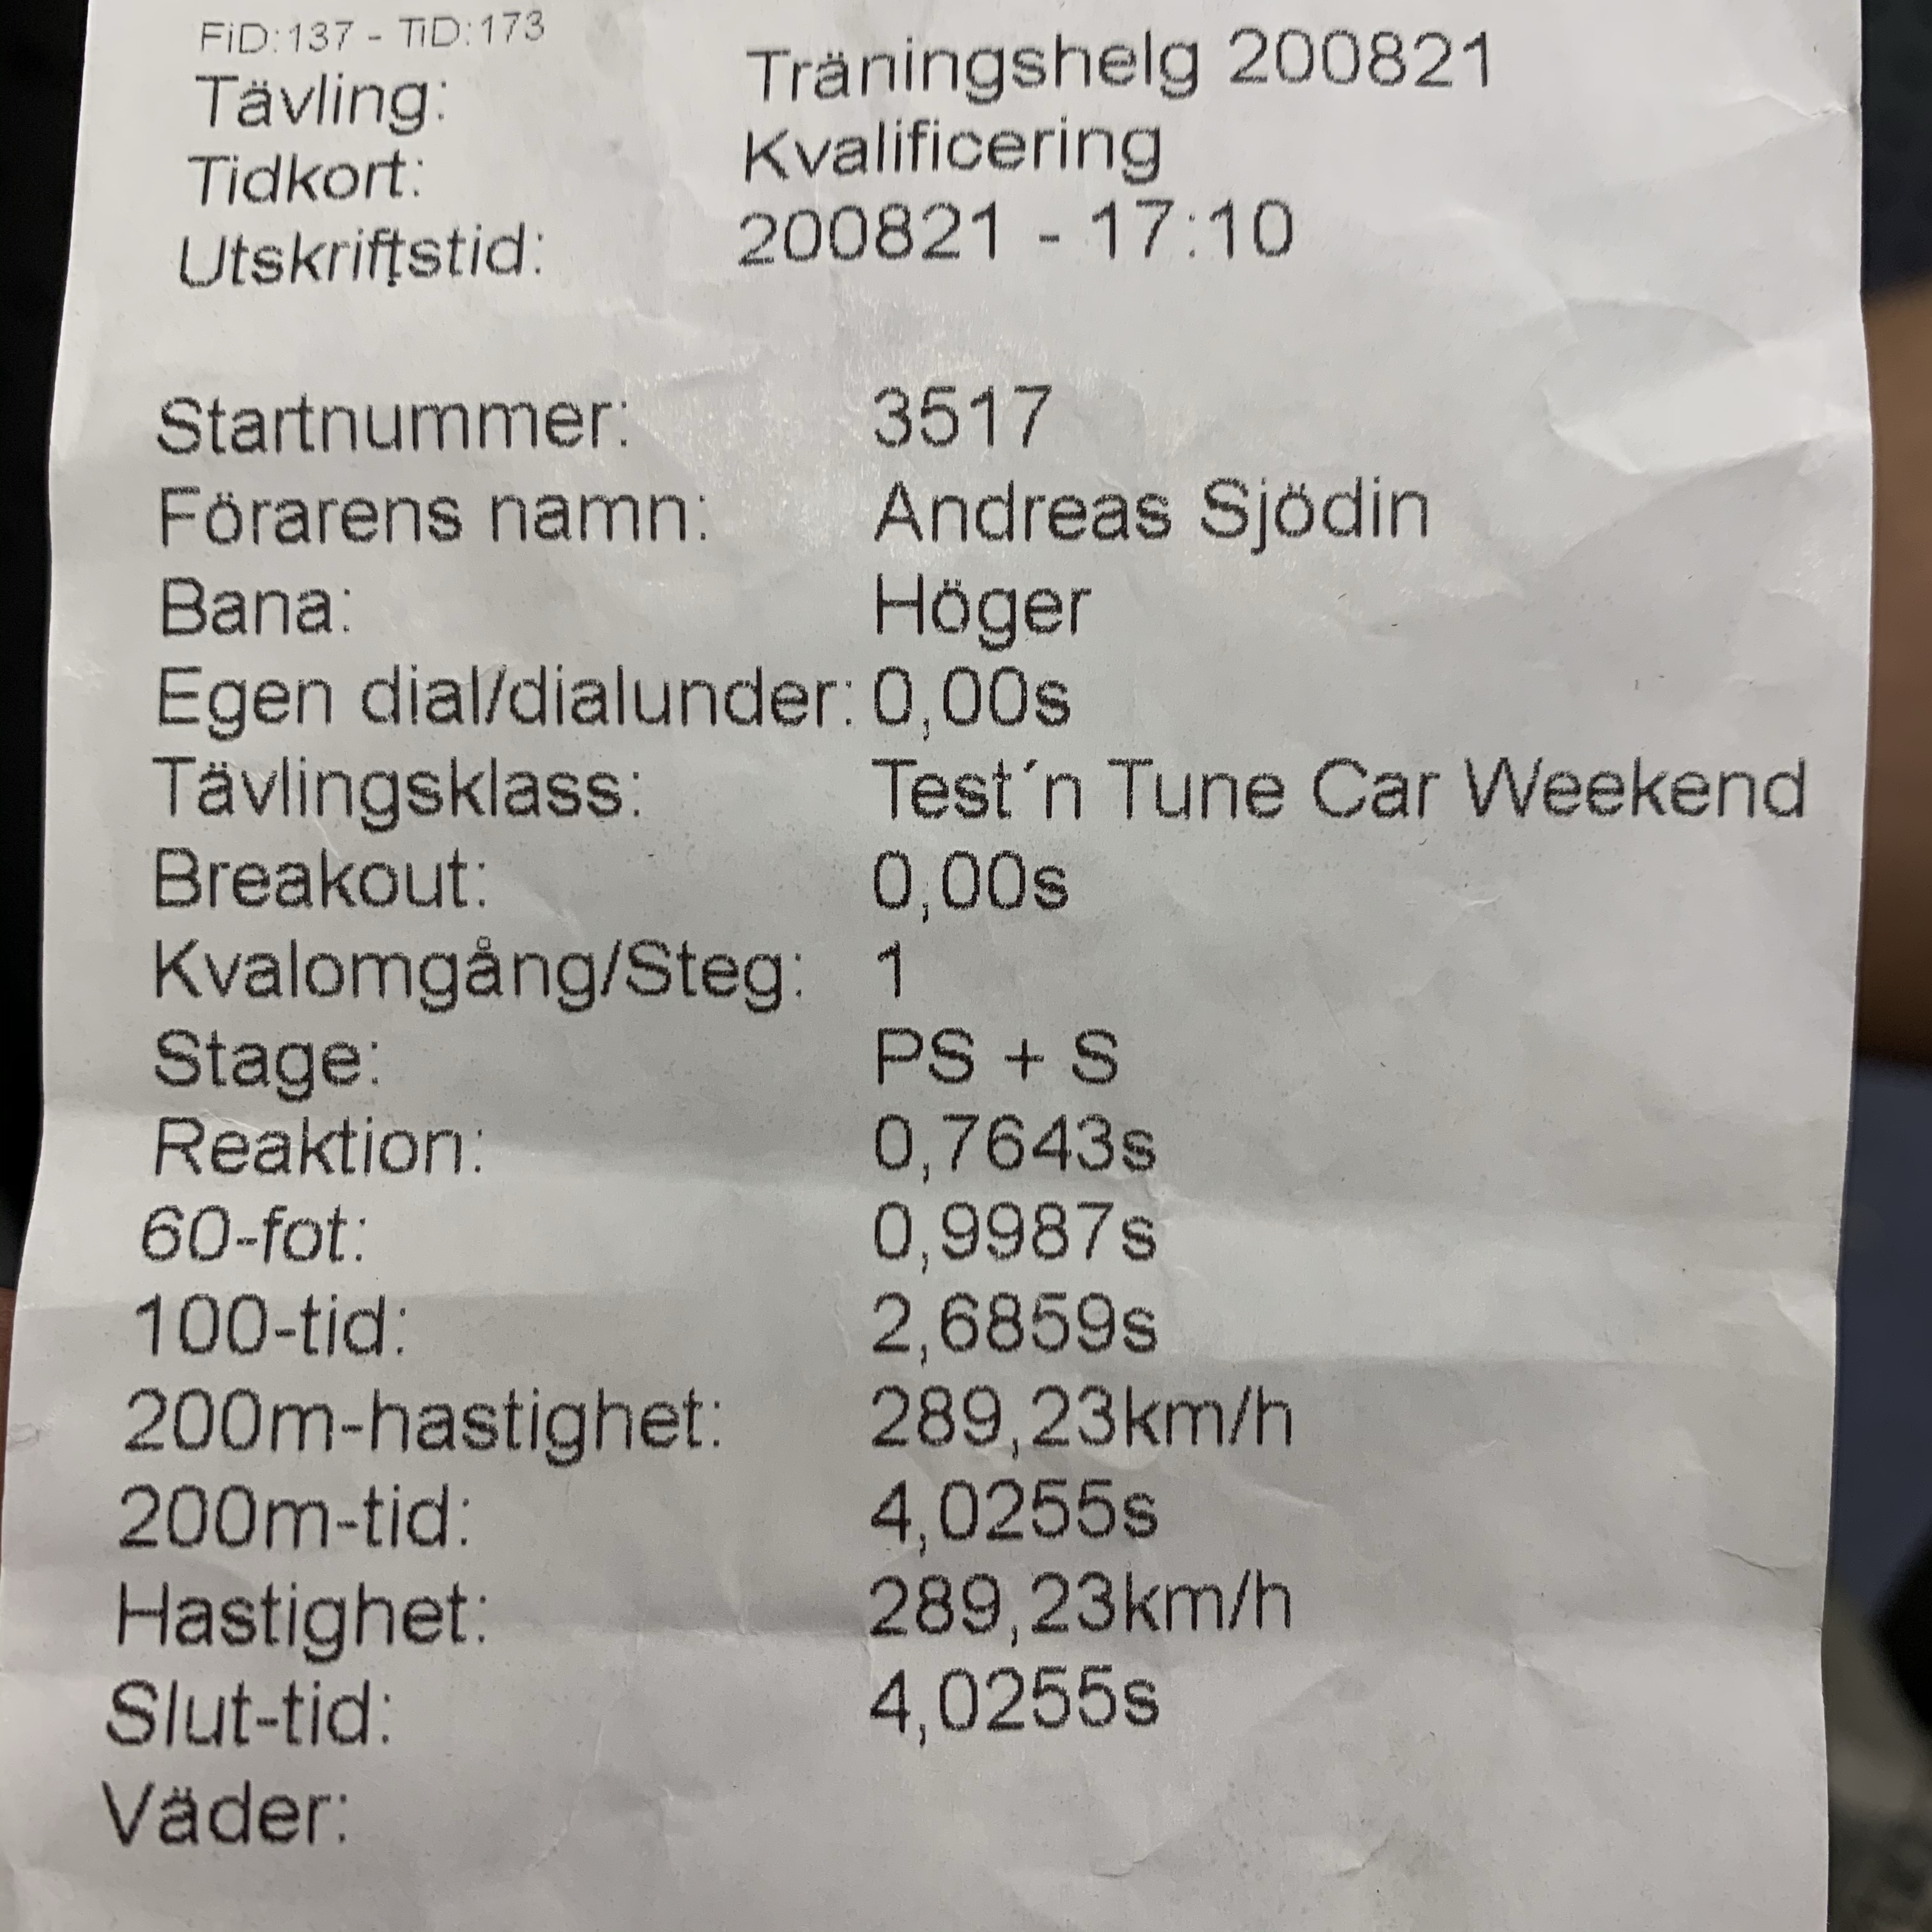 FiD:137 - TiD:173
Tävling: Träningshelg 200821
Tidkort: Kvalificering
Utskriftstid: 200821 - 17:10
Startnummer: 3517
Förarens namn: Andreas Sjödin
Bana: Höger
Egen dial/dialunder: 0,00s
Tävlingsklass: Test´n Tune Car Weekend
Breakout: 0,00s
Kvalomgång/Steg: 1
Stage: PS + S
Reaktion: 0,7643s
60-fot: 0,9987s
100-tid: 2,6859s
200m-hastighet: 289,23km/h
200m-tid: 4,0255s
Hastighet: 289,23km/h
Slut-tid: 4,0255s
Väder: